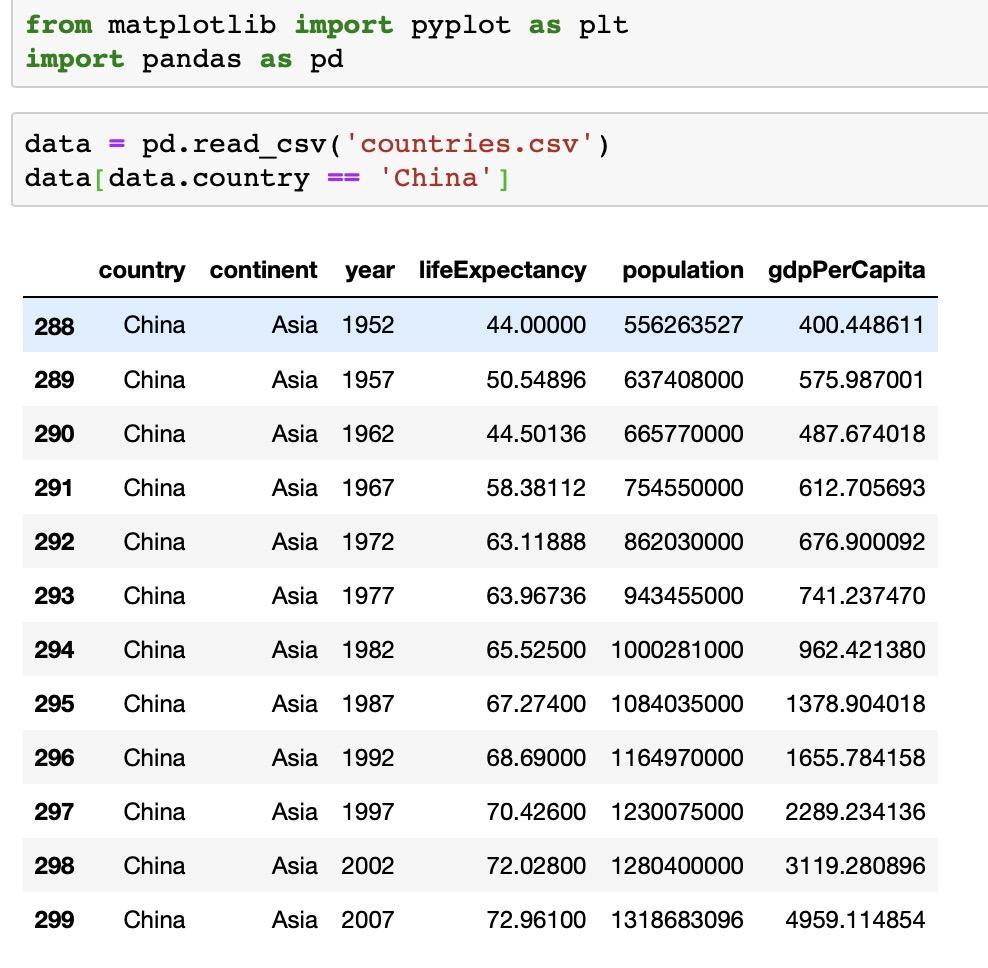 from matplotlib import pyplot as plt
import pandas as pd
data = pd.read_csv('countries.csv')
data[data.country == 'China']
country continent year lifeExpectancy population gdpPerCapita
288 China Asia 1952 44.00000 556263527 400.448611
289 China Asia 1957 50.54896 637408000 575.987001
290 China Asia 1962 44.50136 665770000 487.674018
291 China Asia 1967 58.38112 754550000 612.705693
292 China Asia 1972 63.11888 862030000 676.900092
293 China Asia 1977 63.96736 943455000 741.237470
294 China Asia 1982 65.52500 1000281000 962.421380
295 China Asia 1987 67.27400 1084035000 1378.904018
296 China Asia 1992 68.69000 1164970000 1655.784158
297 China Asia 1997 70.42600 1230075000 2289.234136
298 China Asia 2002 72.02800 1280400000 3119.280896
299 China Asia 2007 72.96100 1318683096 4959.114854